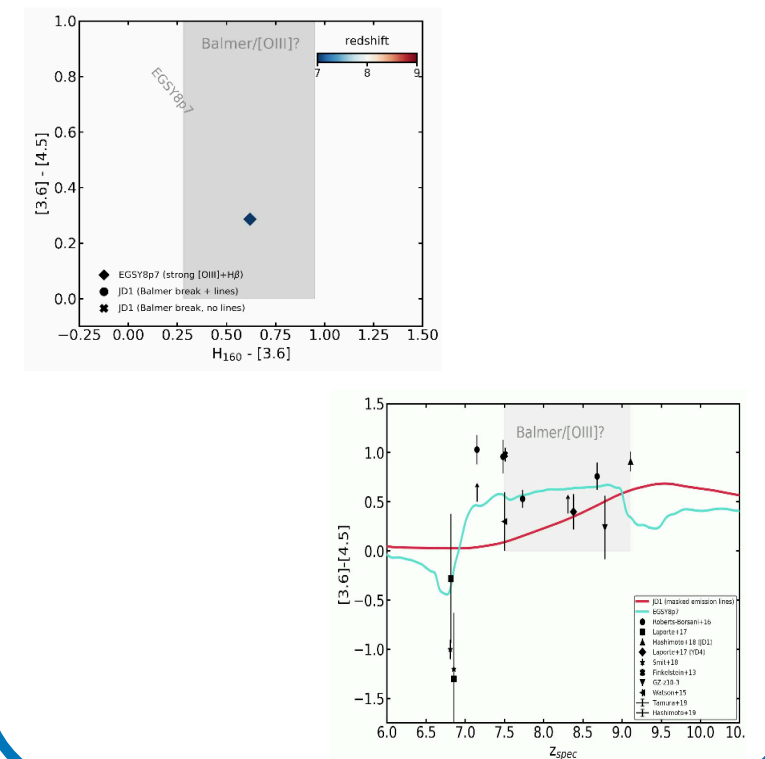 1.0
0.8
0.6
0.4
0.2
0.0
[3.6] - [4.5]
Balmer/[OIII]?
EGSY8p7
redshift
7 8 9
EGSY8p7 (strong [OIII]+Hβ)
JD1 (Balmer break + lines)
JD1 (Balmer break, no lines)
−0.25 0.00 0.25 0.50 0.75 1.00 1.25 1.50
H160 - [3.6]
1.5
1.0
0.5
0.0
−0.5
−1.0
−1.5
[3.6]-[4.5]
Balmer/[OIII]?
JD1 (masked emission lines)
EGSY8p7
Roberts-Borsani+16
Laporte+17
Hashimoto+18 (JD1)
Laporte+17 (YD4)
Smit+18
Finkelstein+13
GZ-z10-3
Watson+15
Tamura+19
Hashimoto+19
6.0 6.5 7.0 7.5 8.0 8.5 9.0 9.5 10.0 10.
zspec